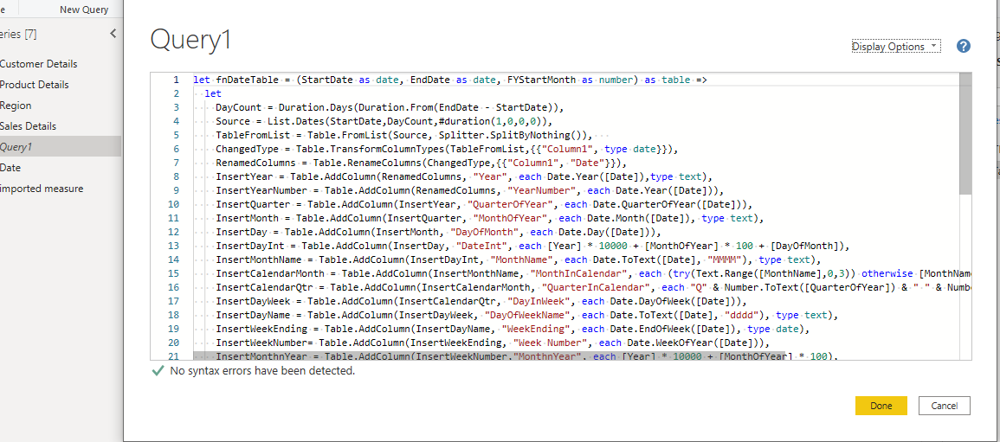 New Query
[7]
Customer Details
Product Details
Region
Sales Details
Query1
Date
imported measure
Query1
Display Options
?
1 let fnDateTable = (StartDate as date, EndDate as date, FYStartMonth as number) as table =>
2 let
3 DayCount = Duration.Days(Duration.From(EndDate - StartDate)),
4 Source = List.Dates(StartDate,DayCount,#duration(1,0,0,0)),
5 TableFromList = Table.FromList(Source, Splitter.SplitByNothing()),
6 ChangedType = Table.TransformColumnTypes(TableFromList,{{"Column1", type date}}),
7 RenamedColumns = Table.RenameColumns(ChangedType,{{"Column1", "Date"}}),
8 InsertYear = Table.AddColumn(RenamedColumns, "Year", each Date.Year([Date]),type text),
9 InsertYearNumber = Table.AddColumn(RenamedColumns, "YearNumber", each Date.Year([Date])),
10 InsertQuarter = Table.AddColumn(InsertYear, "QuarterOfYear", each Date.QuarterOfYear([Date])),
11 InsertMonth = Table.AddColumn(InsertQuarter, "MonthOfYear", each Date.Month([Date]), type text),
12 InsertDay = Table.AddColumn(InsertMonth, "DayOfMonth", each Date.Day([Date])),
13 InsertDayInt = Table.AddColumn(InsertDay, "DateInt", each [Year] * 10000 + [MonthOfYear] * 100 + [DayOfMonth]),
14 InsertMonthName = Table.AddColumn(InsertDayInt, "MonthName", each Date.ToText([Date], "MMMM"), type text),
15 InsertCalendarMonth = Table.AddColumn(InsertMonthName, "MonthInCalendar", each (try(Text.Range([MonthName],0,3)) otherwise [MonthName
16 InsertCalendarQtr = Table.AddColumn(InsertCalendarMonth, "QuarterInCalendar", each "Q" & Number.ToText([QuarterOfYear]) & " " & Numb
17 InsertDayWeek = Table.AddColumn(InsertCalendarQtr, "DayInWeek", each Date.DayOfWeek([Date])),
18 InsertDayName = Table.AddColumn(InsertDayWeek, "DayOfWeekName", each Date.ToText([Date], "dddd"), type text),
19 InsertWeekEnding = Table.AddColumn(InsertDayName, "WeekEnding", each Date.EndOfWeek([Date]), type date),
20 InsertWeekNumber= Table.AddColumn(InsertWeekEnding, "Week Number", each Date.WeekOfYear([Date])),
21 InsertMonthnYear = Table.AddColumn(InsertWeekNumber,"MonthnYear", each [Year] * 10000 + [MonthOfYear] * 100),
No syntax errors have been detected.
Done
Cancel